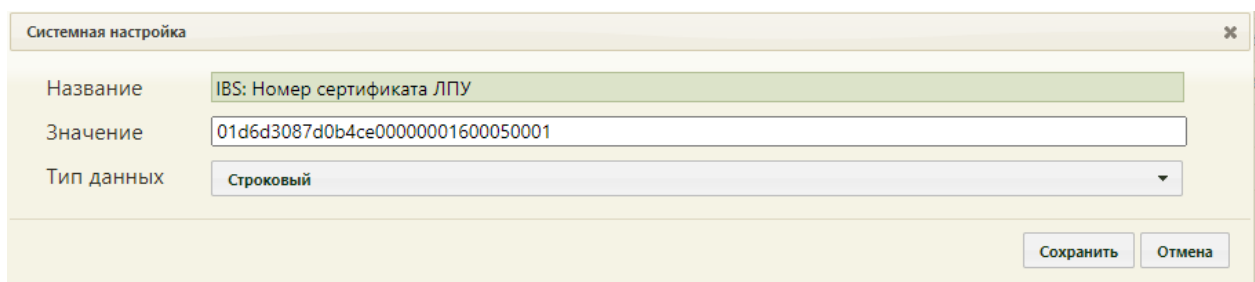 Системная настройка
Название IBS: Номер сертификата ЛПУ
Значение 01d6d3087d0b4ce00000001600050001
Тип данных Строковый
Сохранить Отмена